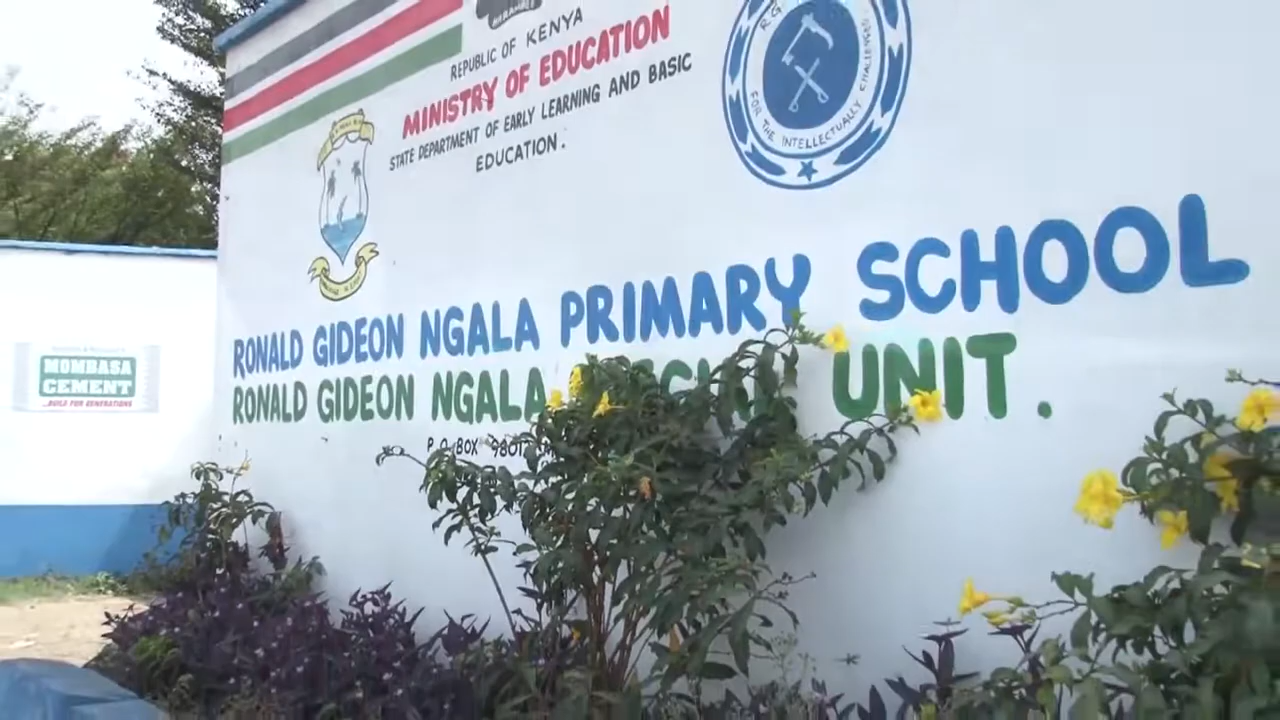 REPUBLIC OF KENYA
MINISTRY OF EDUCATION
STATE DEPARTMENT OF EARLY LEARNING AND BASIC
EDUCATION.
FOR THE INTELLECTUALLY CHALLENGED
RONALD GIDEON NGALA PRIMARY SCHOOL
RONALD GIDEON NGALA UNIT.
P.O. BOX
MOMBASA
CEMENT
...BUILD FOR GENERATIONS